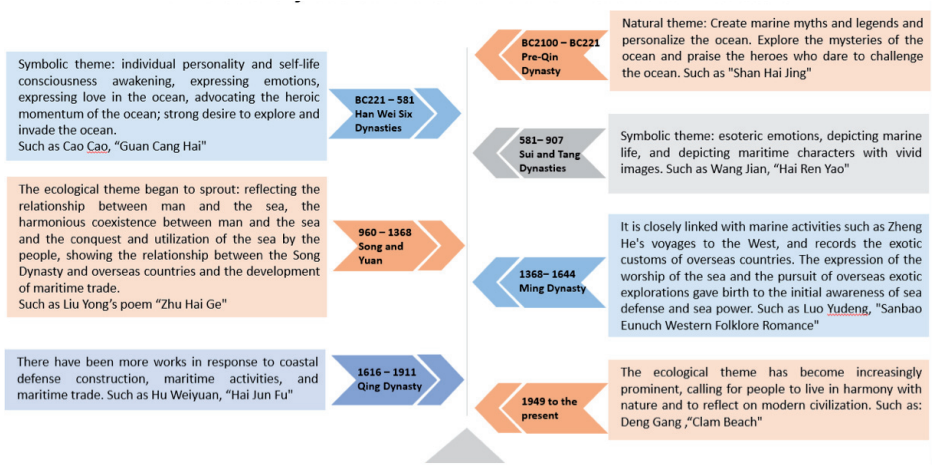 BC2100 – BC221
Pre-Qin
Dynasty
Natural theme: Create marine myths and legends and
personalize the ocean. Explore the mysteries of the
ocean and praise the heroes who dare to challenge
the ocean. Such as "Shan Hai Jing"
Symbolic theme: individual personality and self-life
consciousness awakening, expressing emotions,
expressing love in the ocean, advocating the heroic
momentum of the ocean; strong desire to explore and
invade the ocean.
Such as Cao Cao, “Guan Cang Hai"
BC221 – 581
Han Wei Six
Dynasties
581– 907
Sui and Tang
Dynasties
Symbolic theme: esoteric emotions, depicting marine
life, and depicting maritime characters with vivid
images. Such as Wang Jian, “Hai Ren Yao"
The ecological theme began to sprout: reflecting the
relationship between man and the sea, the
harmonious coexistence between man and the sea
and the conquest and utilization of the sea by the
people, showing the relationship between the Song
Dynasty and overseas countries and the development
of maritime trade.
Such as Liu Yong’s poem “Zhu Hai Ge"
960 – 1368
Song and
Yuan
1368– 1644
Ming Dynasty
It is closely linked with marine activities such as Zheng
He's voyages to the West, and records the exotic
customs of overseas countries. The expression of the
worship of the sea and the pursuit of overseas exotic
explorations gave birth to the initial awareness of sea
defense and sea power. Such as Luo Yudeng, "Sanbao
Eunuch Western Folklore Romance"
There have been more works in response to coastal
defense construction, maritime activities, and
maritime trade. Such as Hu Weiyuan, “Hai Jun Fu"
1616 – 1911
Qing Dynasty
1949 to the
present
The ecological theme has become increasingly
prominent, calling for people to live in harmony with
nature and to reflect on modern civilization. Such as:
Deng Gang ,“Clam Beach"